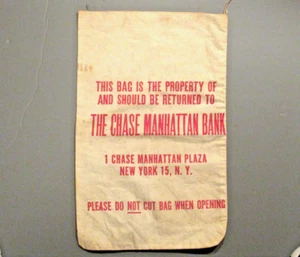 THIS BAG IS THE PROPERTY OF
AND SHOULD BE RETURNED TO
THE CHASE MANHATTAN BANK
1 CHASE MANHATTAN PLAZA
NEW YORK 15, N. Y.
PLEASE DO NOT CUT BAG WHEN OPENING